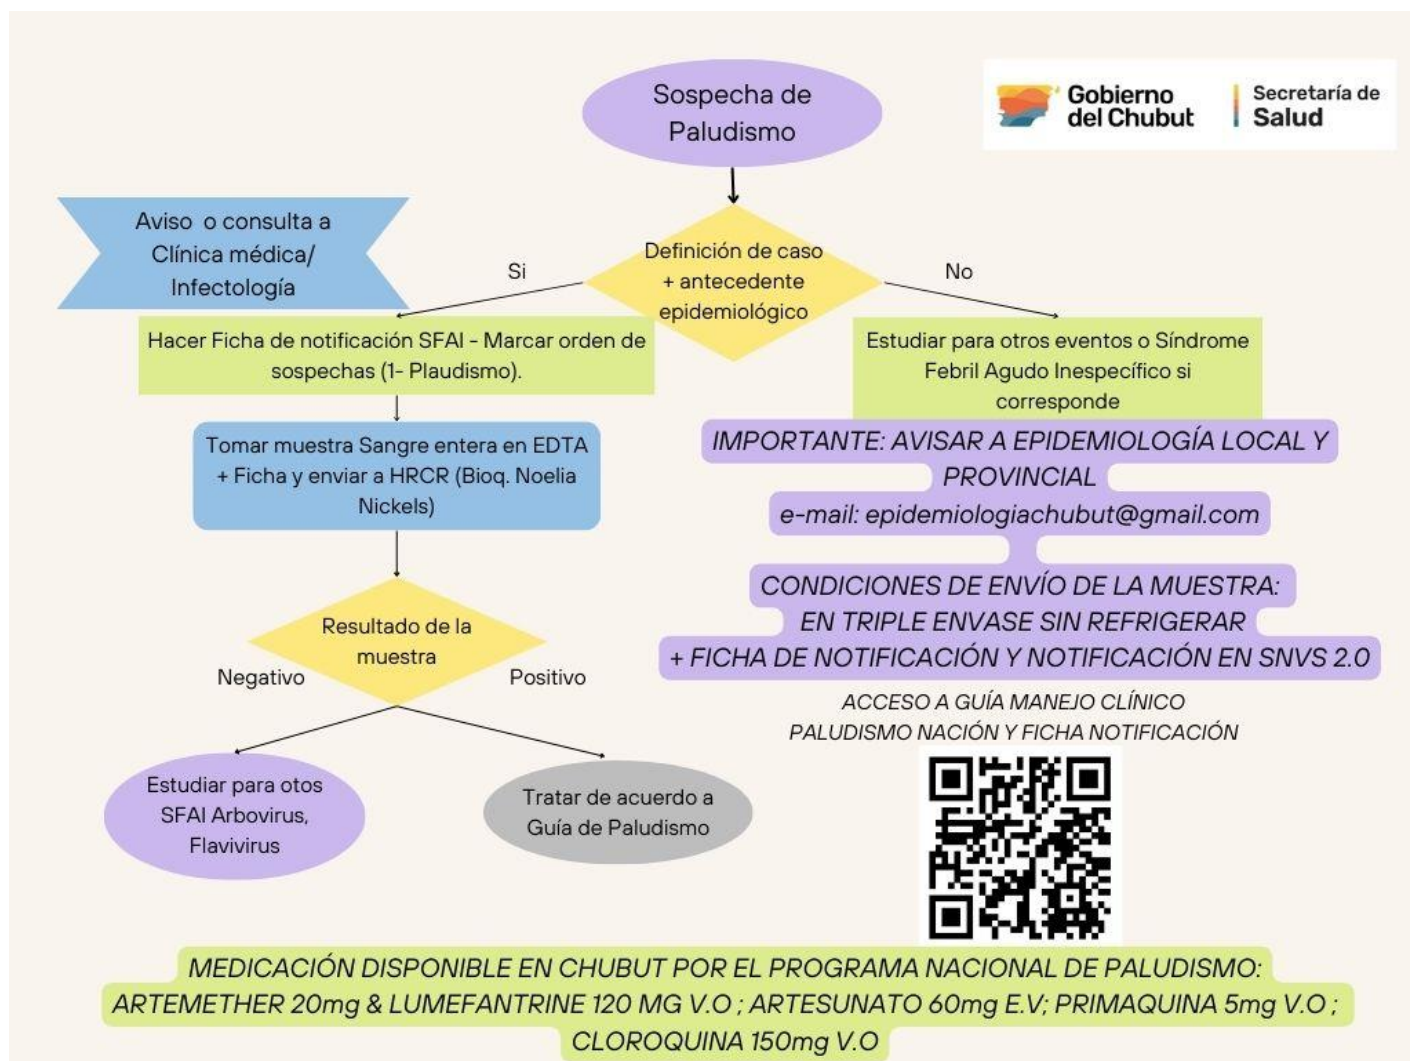 Sospecha de
Paludismo
Gobierno
del Chubut
Secretaría de
Salud
Aviso o consulta a
Clínica médica/
Infectología
Definición de caso
+ antecedente
epidemiológico
Si
No
Hacer Ficha de notificación SFAI - Marcar orden de
sospechas (1- Plaudismo).
Estudiar para otros eventos o Síndrome
Febril Agudo Inespecífico si
corresponde
Tomar muestra Sangre entera en EDTA
+ Ficha y enviar a HRCR (Bioq. Noelia
Nickels)
IMPORTANTE: AVISAR A EPIDEMIOLOGÍA LOCAL Y
PROVINCIAL
e-mail: epidemiologiachubut@gmail.com
CONDICIONES DE ENVÍO DE LA MUESTRA:
EN TRIPLE ENVASE SIN REFRIGERAR
+ FICHA DE NOTIFICACIÓN Y NOTIFICACIÓN EN SNVS 2.0
Resultado de la
muestra
Negativo
Positivo
Estudiar para otos
SFAI Arbovirus,
Flavivirus
Tratar de acuerdo a
Guía de Paludismo
ACCESO A GUÍA MANEJO CLÍNICO
PALUDISMO NACIÓN Y FICHA NOTIFICACIÓN
MEDICACIÓN DISPONIBLE EN CHUBUT POR EL PROGRAMA NACIONAL DE PALUDISMO:
ARTEMETHER 20mg & LUMEFANTRINE 120 MG V.O ; ARTESUNATO 60mg E.V; PRIMAQUINA 5mg V.O ;
CLOROQUINA 150mg V.O